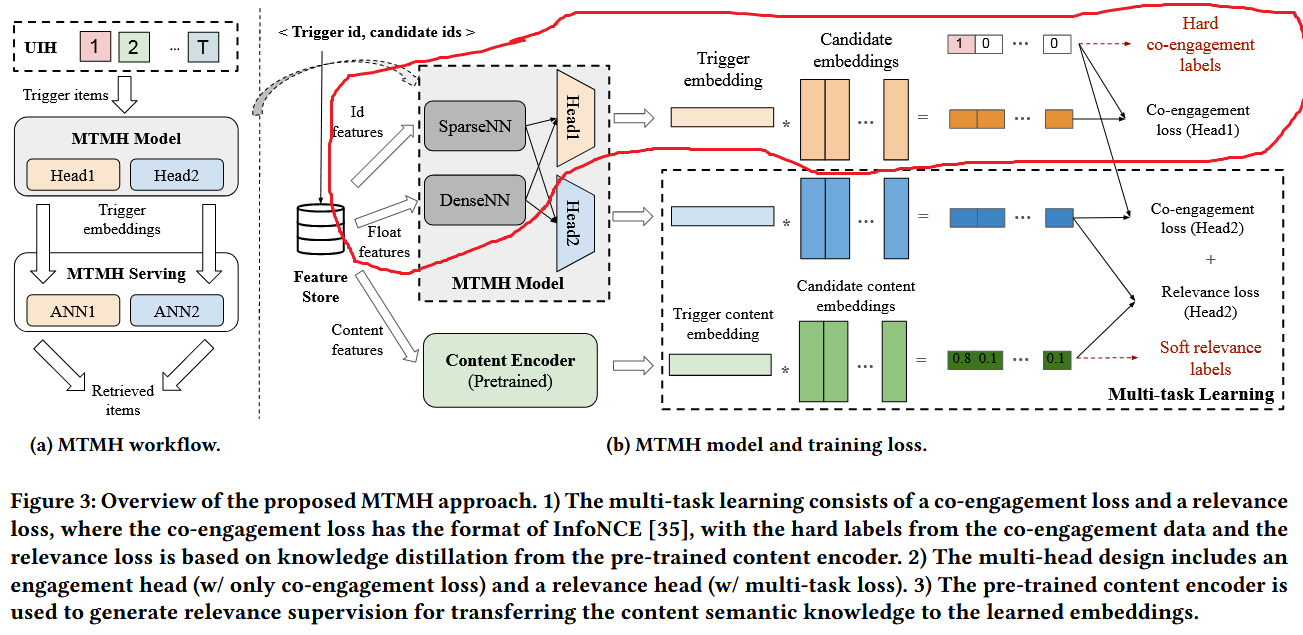 UIH
1
2
...
T
Trigger items
MTMH Model
Head1
Head2
Trigger
embeddings
MTMH Serving
ANN1
ANN2
Retrieved
items
(a) MTMH workflow.
< Trigger id, candidate ids >
Id
features
Float
features
Feature
Store
Content
features
SparseNN
DenseNN
Head1
Head2
MTMH Model
Content Encoder
(Pretrained)
Trigger
embedding
Candidate
embeddings
*
...
=
1 0 ... 0
...
Hard
co-engagement
labels
Co-engagement
loss (Head1)
*
...
=
...
Co-engagement
loss (Head2)
+
Relevance loss
(Head2)
Trigger content
embedding
Candidate content
embeddings
*
...
=
0.8 0.1 ... 0.1
Soft relevance
labels
Multi-task Learning
(b) MTMH model and training loss.
Figure 3: Overview of the proposed MTMH approach. 1) The multi-task learning consists of a co-engagement loss and a relevance
loss, where the co-engagement loss has the format of InfoNCE [35], with the hard labels from the co-engagement data and the
relevance loss is based on knowledge distillation from the pre-trained content encoder. 2) The multi-head design includes an
engagement head (w/ only co-engagement loss) and a relevance head (w/ multi-task loss). 3) The pre-trained content encoder is
used to generate relevance supervision for transferring the content semantic knowledge to the learned embeddings.